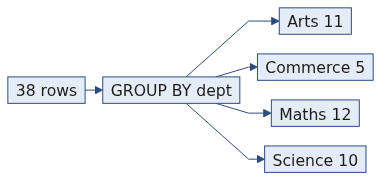 38 rows
GROUP BY dept
Arts 11
Commerce 5
Maths 12
Science 10